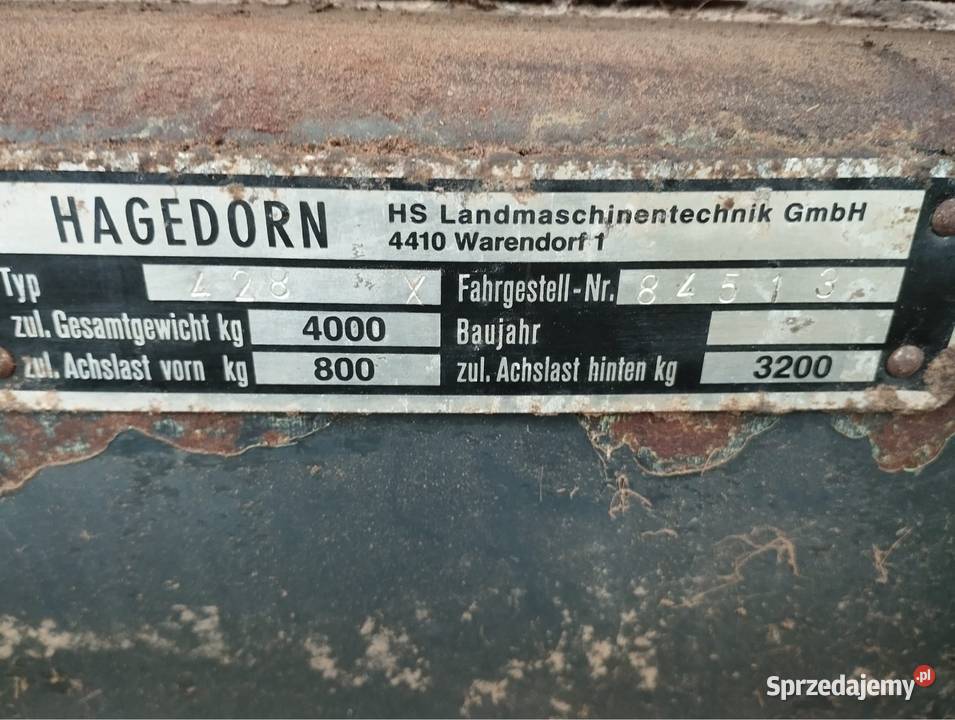 HAGEDORN
HS Landmaschinentechnik GmbH
4410 Warendorf 1
Typ 428 X
Fahrgestell-Nr. 84513
zul. Gesamtgewicht kg 4000
Baujahr
zul. Achslast vorn kg 800
zul. Achslast hinten kg 3200
Sprzedajemy.pl